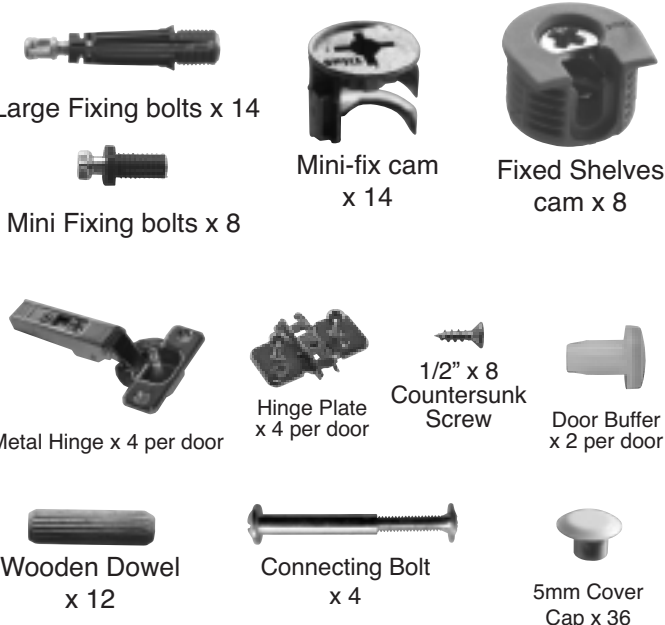 Large Fixing bolts x 14
Mini-fix cam
x 14
Fixed Shelves
cam x 8
Mini Fixing bolts x 8
Metal Hinge x 4 per door
Hinge Plate
x 4 per door
1/2” x 8
Countersunk
Screw
Door Buffer
x 2 per door
Wooden Dowel
x 12
Connecting Bolt
x 4
5mm Cover
Cap x 36